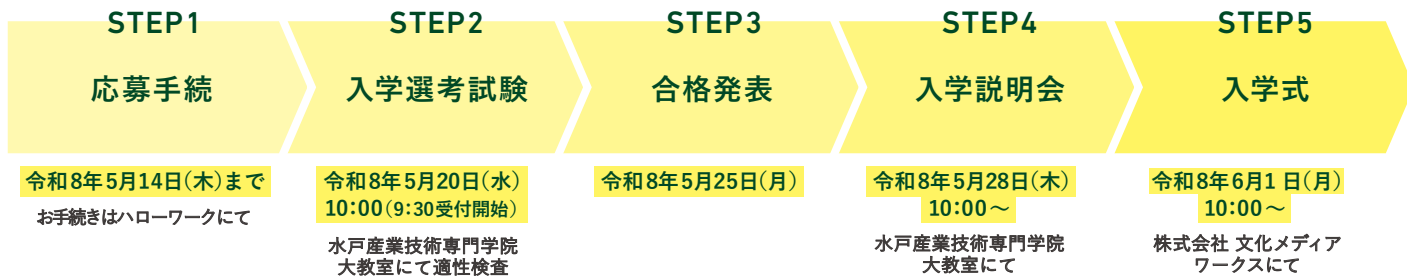 STEP1
応募手続
令和8年5月14日(木)まで
お手続きはハローワークにて
STEP2
入学選考試験
令和8年5月20日(水)
10:00(9:30受付開始)
水戸産業技術専門学院
大教室にて適性検査
STEP3
合格発表
令和8年5月25日(月)
STEP4
入学説明会
令和8年5月28日(木)
10:00～
水戸産業技術専門学院
大教室にて
STEP5
入学式
令和8年6月1日(月)
10:00～
株式会社 文化メディア
ワークスにて